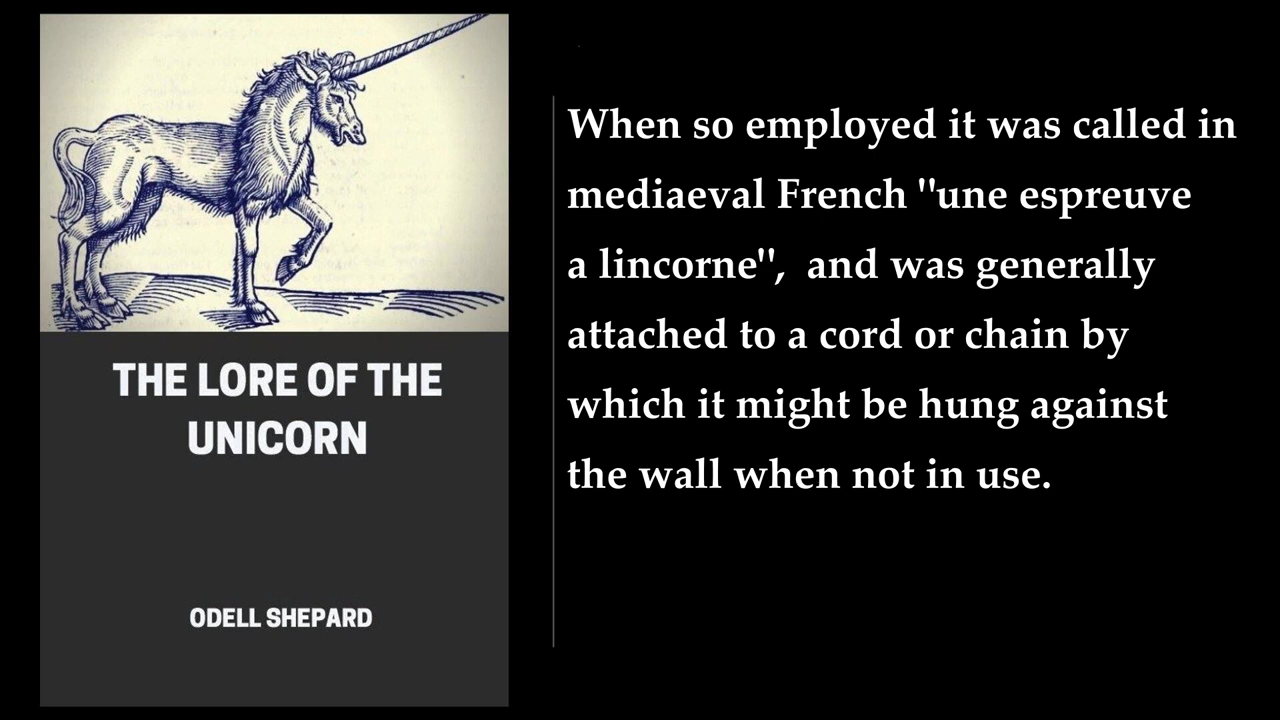 THE LORE OF THE
UNICORN
ODELL SHEPARD
When so employed it was called in
mediaeval French "une espreuve
a lincorne",  and was generally
attached to a cord or chain by
which it might be hung against
the wall when not in use.